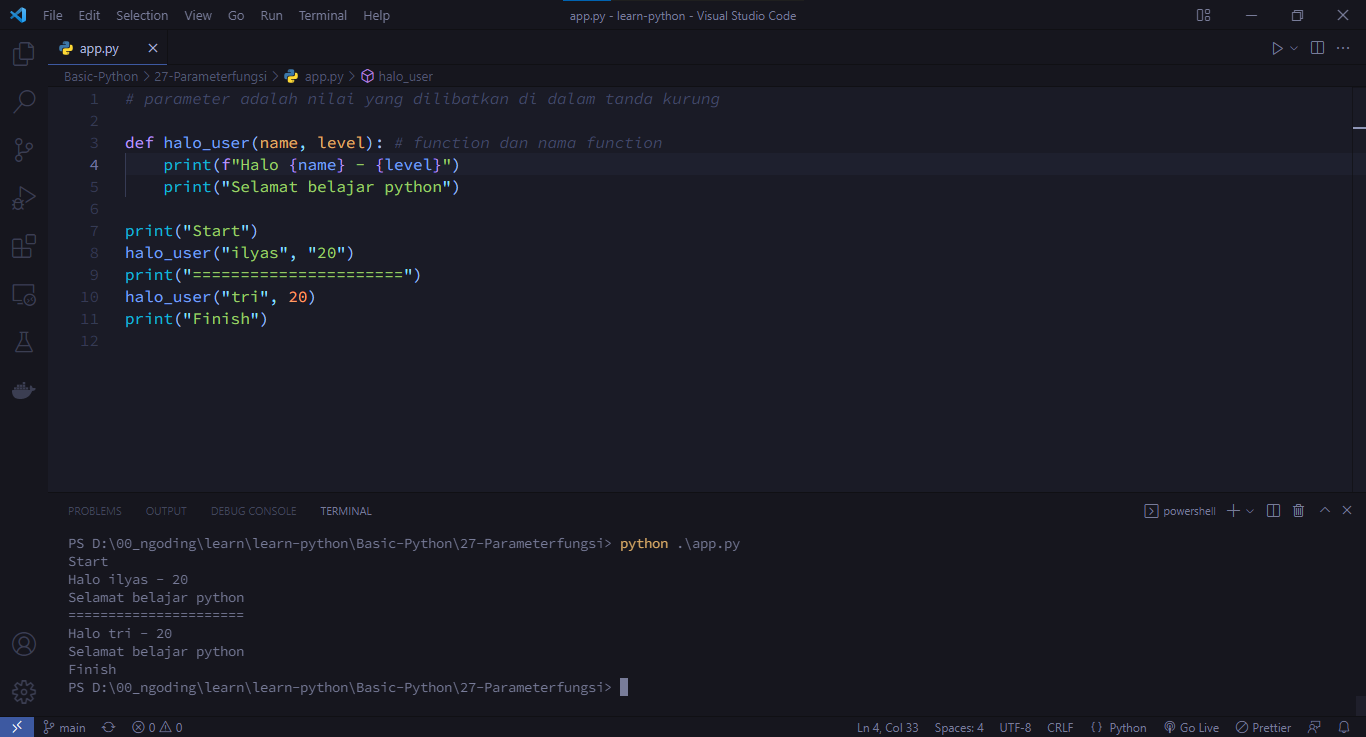 File Edit Selection View Go Run Terminal Help app.py - learn-python - Visual Studio Code
app.py
Basic-Python > 27-Parameterfungsi > app.py > halo_user
1 # parameter adalah nilai yang dilibatkan di dalam tanda kurung
2
3 def halo_user(name, level): # function dan nama function
4 print(f"Halo {name} - {level}")
5 print("Selamat belajar python")
6
7 print("Start")
8 halo_user("ilyas", "20")
9 print("======================")
10 halo_user("tri", 20)
11 print("Finish")
12
PROBLEMS OUTPUT DEBUG CONSOLE TERMINAL powershell
PS D:\00_ngoding\learn\learn-python\Basic-Python\27-Parameterfungsi> python .\app.py
Start
Halo ilyas - 20
Selamat belajar python
======================
Halo tri - 20
Selamat belajar python
Finish
PS D:\00_ngoding\learn\learn-python\Basic-Python\27-Parameterfungsi>
main 0 0 Ln 4, Col 33 Spaces: 4 UTF-8 CRLF { } Python Go Live Prettier